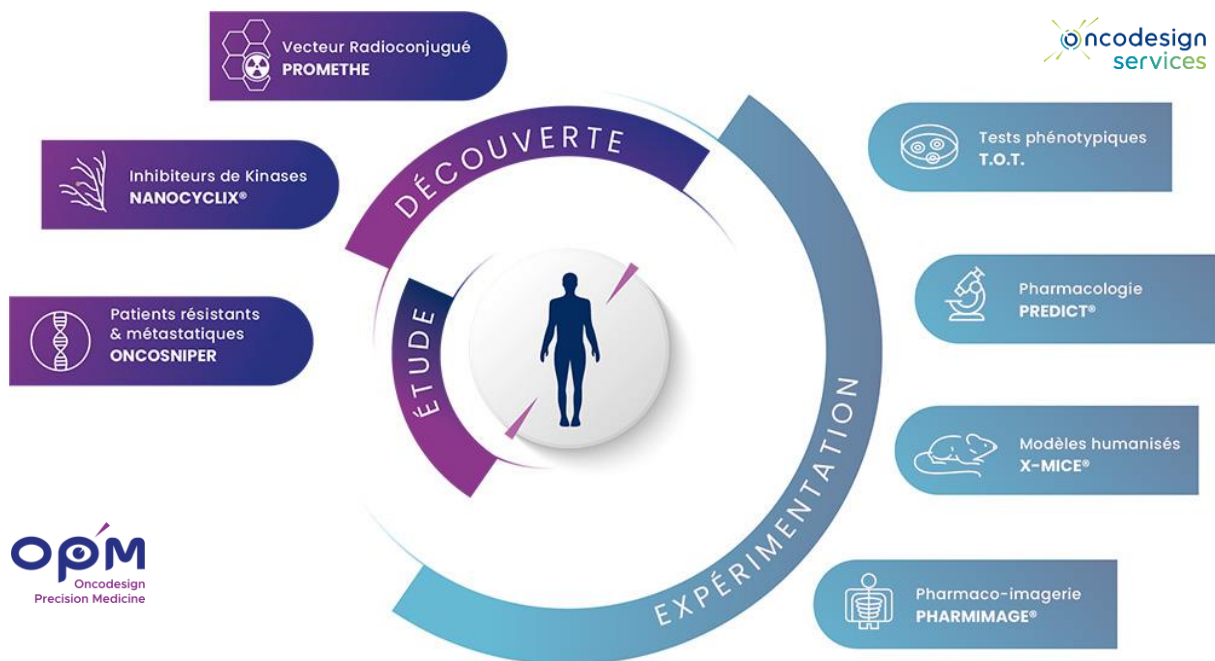 Vecteur Radioconjugué
PROMETHE
oncodesign
services
DÉCOUVERTE
Tests phénotypiques
T.O.T.
Inhibiteurs de Kinases
NANOCYCLIX®
Pharmacologie
PREDICT®
Patients résistants
& métastatiques
ONCOSNIPER
ÉTUDE
EXPÉRIMENTATION
Modèles humanisés
X-MICE®
OPM
Oncodesign
Precision Medicine
Pharmaco-imagerie
PHARMIMAGE®